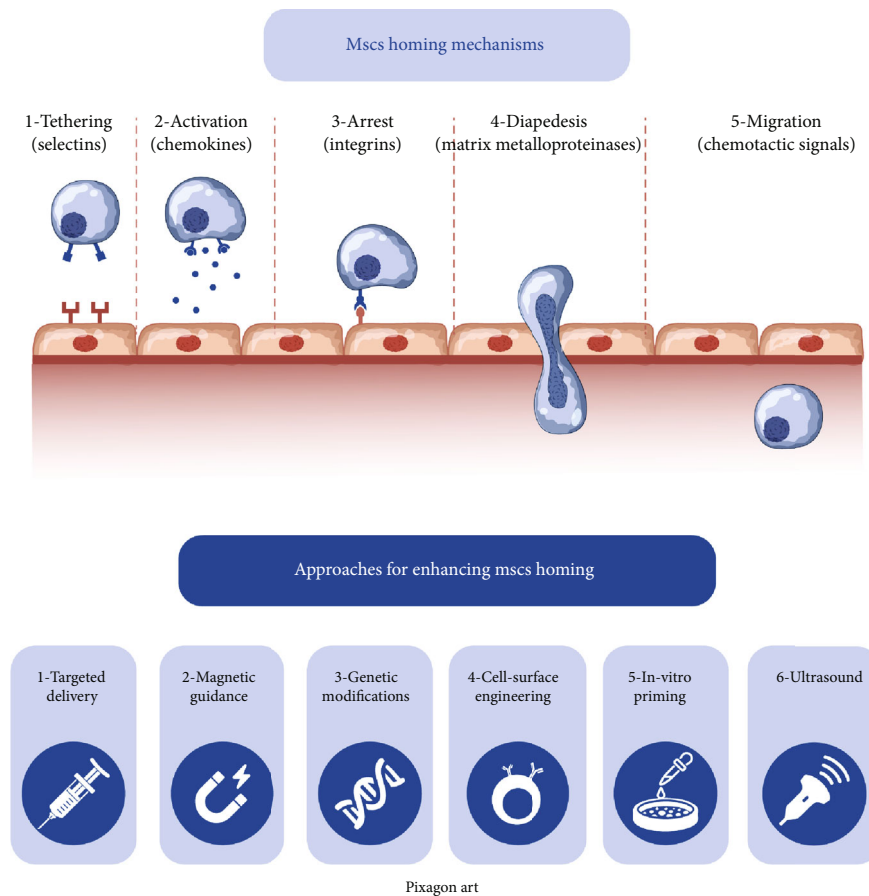 Mscs homing mechanisms
1-Tethering
(selectins)
2-Activation
(chemokines)
3-Arrest
(integrins)
4-Diapedesis
(matrix metalloproteinases)
5-Migration
(chemotactic signals)
Approaches for enhancing mscs homing
1-Targeted
delivery
2-Magnetic
guidance
3-Genetic
modifications
4-Cell-surface
engineering
5-In-vitro
priming
6-Ultrasound
Pixagon art